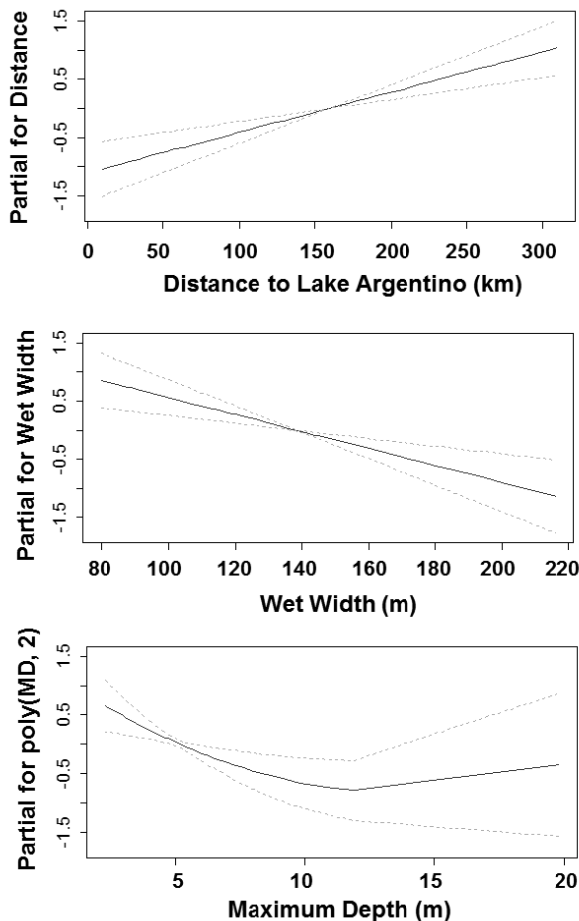 Partial for Distance
1.5
0.5
-0.5
-1.5
0 50 100 150 200 250 300
Distance to Lake Argentino (km)
Partial for Wet Width
1.5
0.5
-0.5
-1.5
80 100 120 140 160 180 200 220
Wet Width (m)
Partial for poly(MD, 2)
1.5
0.5
-0.5
-1.5
5 10 15 20
Maximum Depth (m)